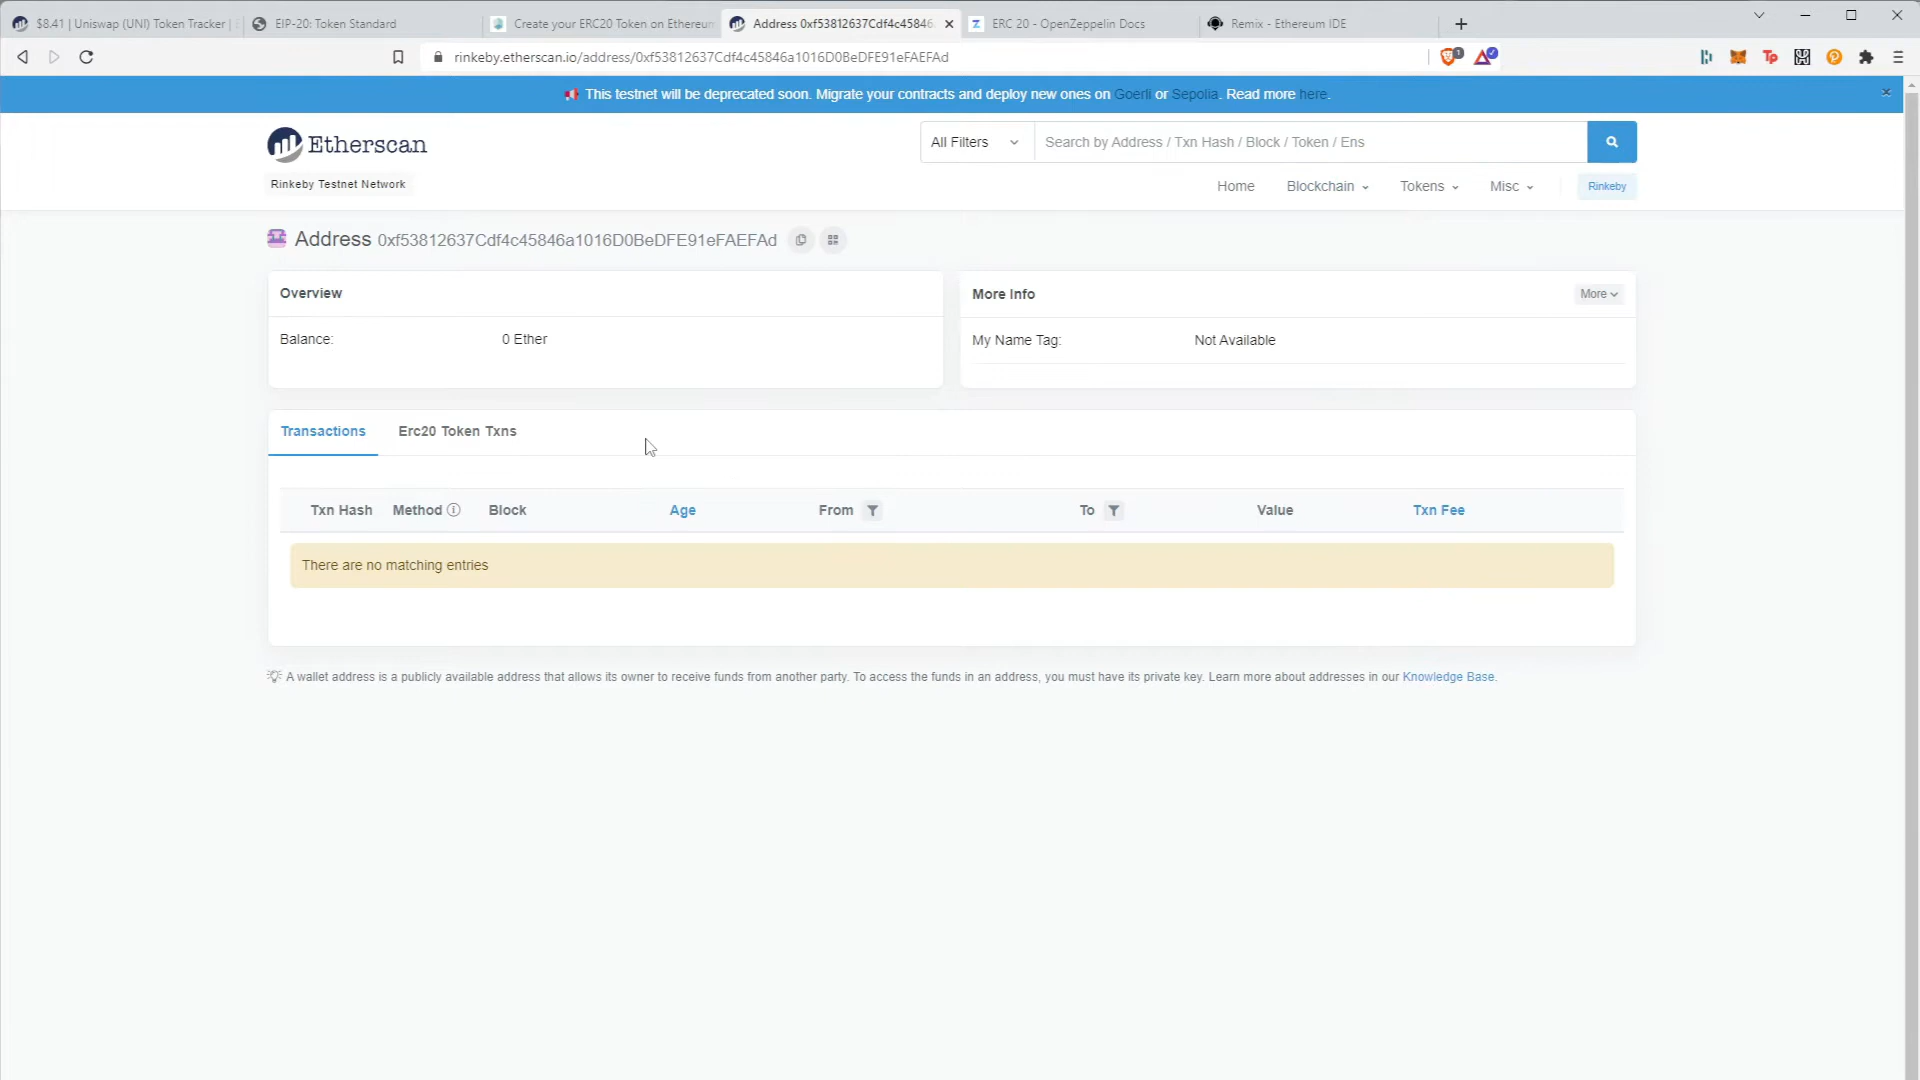 $8.41 | Uniswap (UNI) Token Tracker |
EIP-20: Token Standard
Create your ERC20 Token on Ethereum
Address 0xf53812637Cdf4c45846
ERC 20 - OpenZeppelin Docs
Remix - Ethereum IDE
rinkeby.etherscan.io/address/0xf53812637Cdf4c45846a1016D0BeDFE91eFAEFAd
This testnet will be deprecated soon. Migrate your contracts and deploy new ones on Goerli or Sepolia. Read more here.
Etherscan
All Filters
Search by Address / Txn Hash / Block / Token / Ens
Rinkeby Testnet Network
Home
Blockchain
Tokens
Misc
Rinkeby
Address 0xf53812637Cdf4c45846a1016D0BeDFE91eFAEFAd
Overview
More Info
More
Balance:
0 Ether
My Name Tag:
Not Available
Transactions
Erc20 Token Txns
Txn Hash
Method
Block
Age
From
To
Value
Txn Fee
There are no matching entries
A wallet address is a publicly available address that allows its owner to receive funds from another party. To access the funds in an address, you must have its private key. Learn more about addresses in our Knowledge Base.